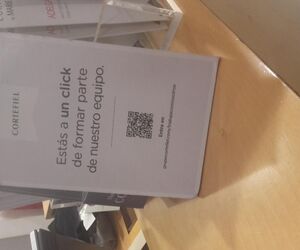 CORTEFIEL
Estás a un click
de formar parte
de nuestro equipo.
Entra en